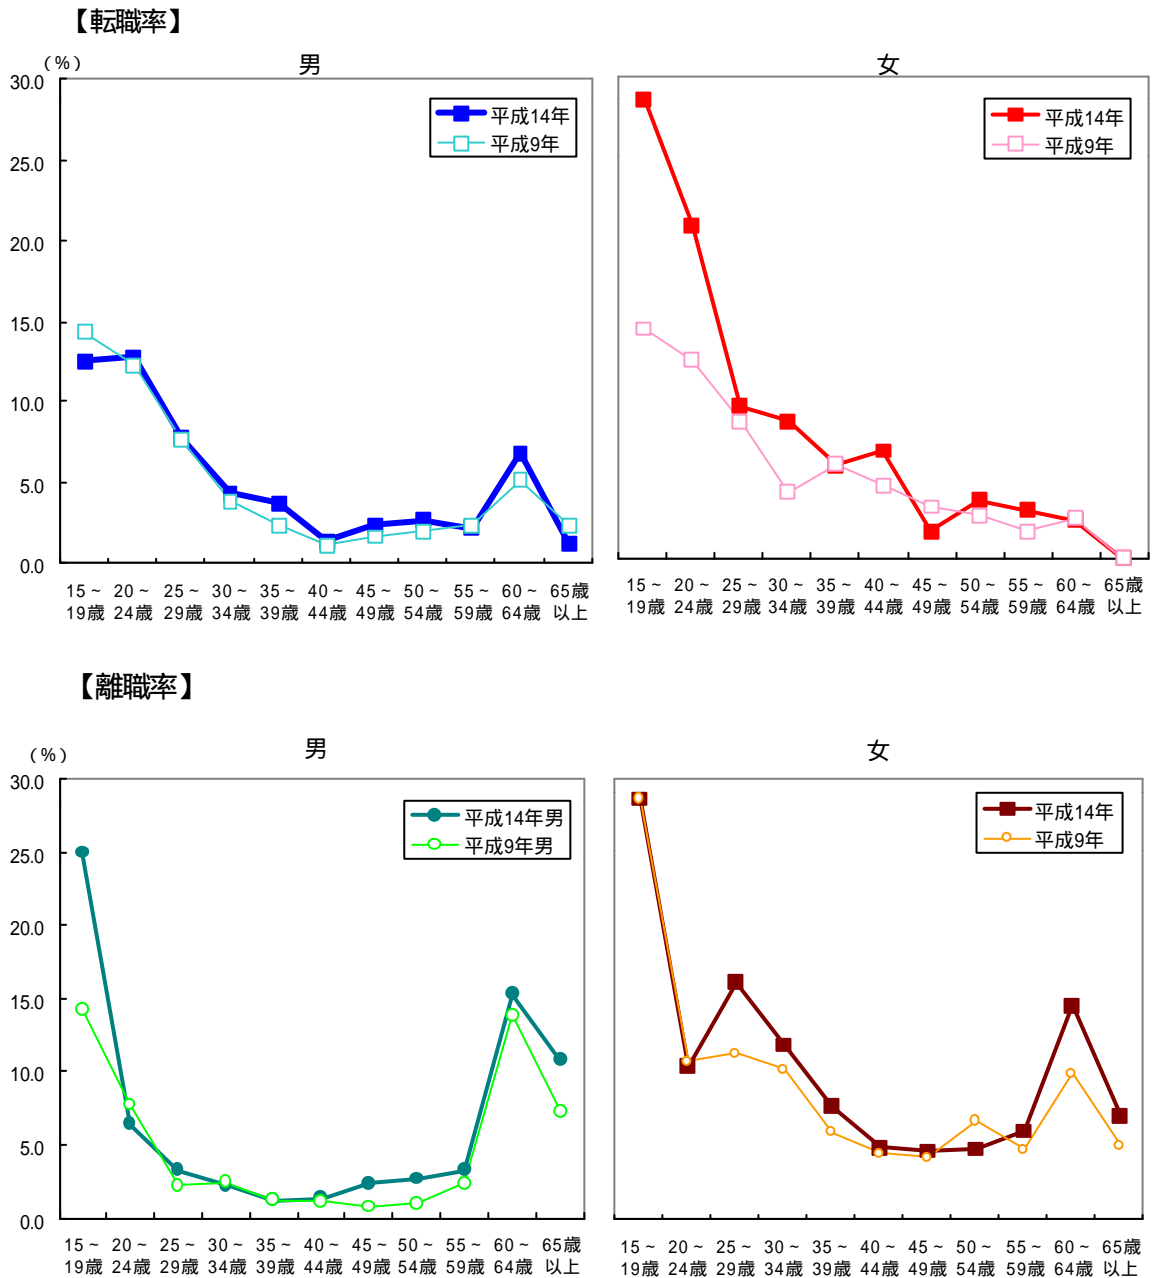 【転職率】
(%)
男
女
30.0
25.0
20.0
15.0
10.0
5.0
0.0
平成14年
平成9年
平成14年
平成9年
15～ 20～ 25～ 30～ 35～ 40～ 45～ 50～ 55～ 60～ 65歳
19歳 24歳 29歳 34歳 39歳 44歳 49歳 54歳 59歳 64歳 以上
15～ 20～ 25～ 30～ 35～ 40～ 45～ 50～ 55～ 60～ 65歳
19歳 24歳 29歳 34歳 39歳 44歳 49歳 54歳 59歳 64歳 以上
【離職率】
(%)
男
女
30.0
25.0
20.0
15.0
10.0
5.0
0.0
平成14年男
平成9年男
平成14年
平成9年
15～ 20～ 25～ 30～ 35～ 40～ 45～ 50～ 55～ 60～ 65歳
19歳 24歳 29歳 34歳 39歳 44歳 49歳 54歳 59歳 64歳 以上
15～ 20～ 25～ 30～ 35～ 40～ 45～ 50～ 55～ 60～ 65歳
19歳 24歳 29歳 34歳 39歳 44歳 49歳 54歳 59歳 64歳 以上